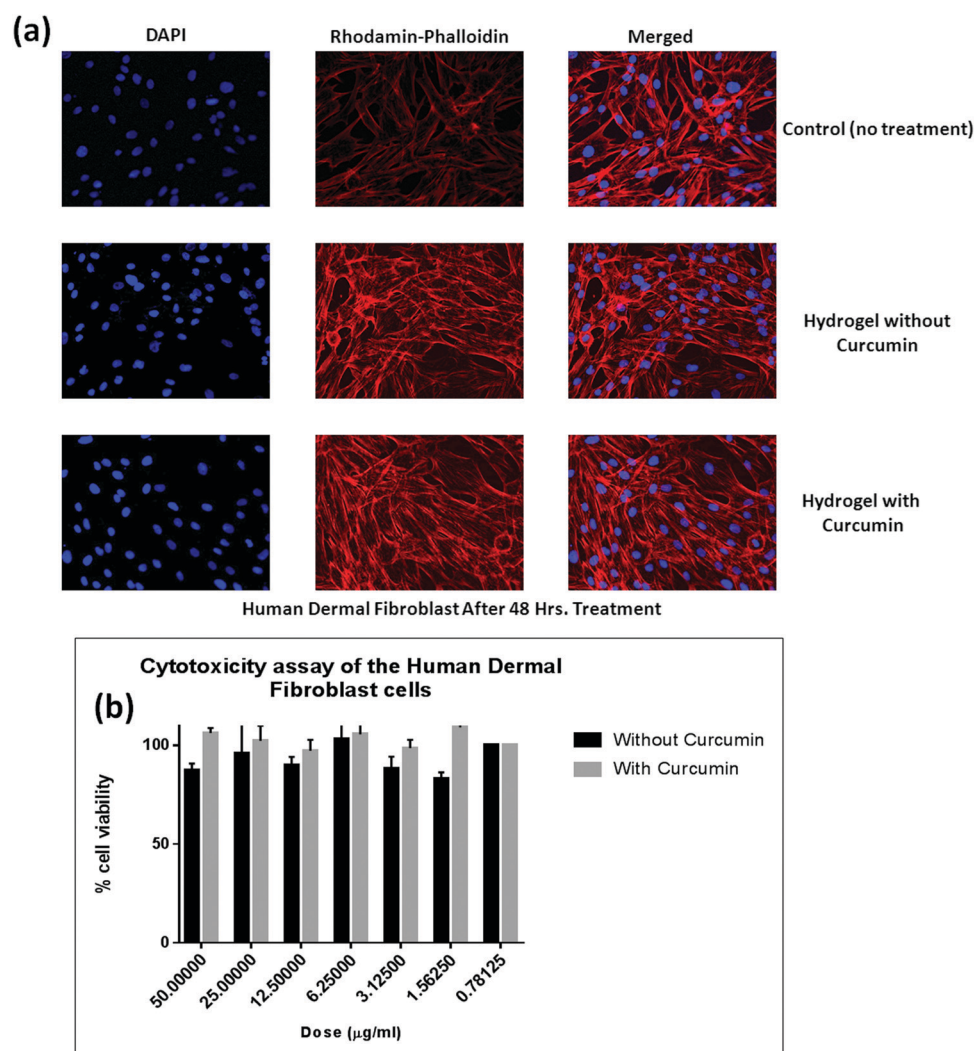 (a)
DAPI
Rhodamin-Phalloidin
Merged
Control (no treatment)
Hydrogel without
Curcumin
Hydrogel with
Curcumin
Human Dermal Fibroblast After 48 Hrs. Treatment
Cytotoxicity assay of the Human Dermal
Fibroblast cells
(b)
Without Curcumin
With Curcumin
% cell viability
100
50
0
50.00000
25.00000
12.50000
6.25000
3.12500
1.56250
0.78125
Dose (μg/ml)